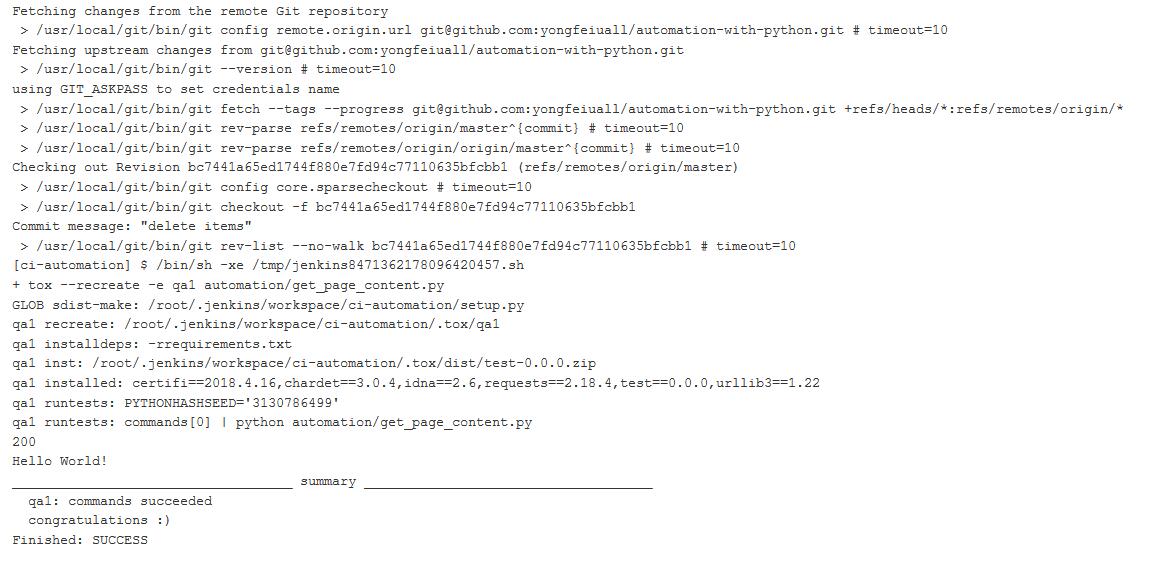 Fetching changes from the remote Git repository
 > /usr/local/git/bin/git config remote.origin.url git@github.com:yongfeiuall/automation-with-python.git # timeout=10
Fetching upstream changes from git@github.com:yongfeiuall/automation-with-python.git
 > /usr/local/git/bin/git --version # timeout=10
using GIT_ASKPASS to set credentials name
 > /usr/local/git/bin/git fetch --tags --progress git@github.com:yongfeiuall/automation-with-python.git +refs/heads/*:refs/remotes/origin/*
 > /usr/local/git/bin/git rev-parse refs/remotes/origin/master^{commit} # timeout=10
 > /usr/local/git/bin/git rev-parse refs/remotes/origin/origin/master^{commit} # timeout=10
Checking out Revision bc7441a65ed1744f880e7fd94c77110635bfcbb1 (refs/remotes/origin/master)
 > /usr/local/git/bin/git config core.sparsecheckout # timeout=10
 > /usr/local/git/bin/git checkout -f bc7441a65ed1744f880e7fd94c77110635bfcbb1
Commit message: "delete items"
 > /usr/local/git/bin/git rev-list --no-walk bc7441a65ed1744f880e7fd94c77110635bfcbb1 # timeout=10
[ci-automation] $ /bin/sh -xe /tmp/jenkins8471362178096420457.sh
+ tox --recreate -e qa1 automation/get_page_content.py
GLOB sdist-make: /root/.jenkins/workspace/ci-automation/setup.py
qa1 recreate: /root/.jenkins/workspace/ci-automation/.tox/qa1
qa1 installdeps: -rrequirements.txt
qa1 inst: /root/.jenkins/workspace/ci-automation/.tox/dist/test-0.0.0.zip
qa1 installed: certifi==2018.4.16,chardet==3.0.4,idna==2.6,requests==2.18.4,test==0.0.0,urllib3==1.22
qa1 runtests: PYTHONHASHSEED='3130786499'
qa1 runtests: commands[0] | python automation/get_page_content.py
200
Hello World!
___________________________________ summary ____________________________________
  qa1: commands succeeded
  congratulations :)
Finished: SUCCESS